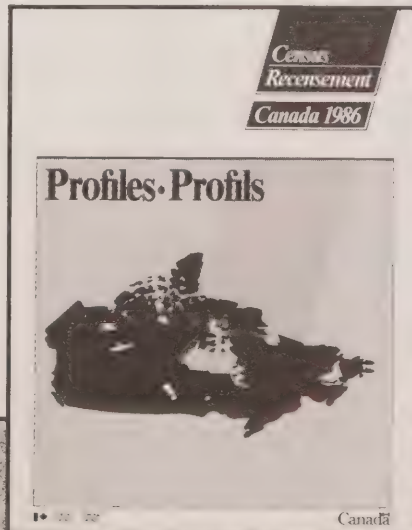 Census
Recensement
Canada 1986
Profiles • Profils
Canada